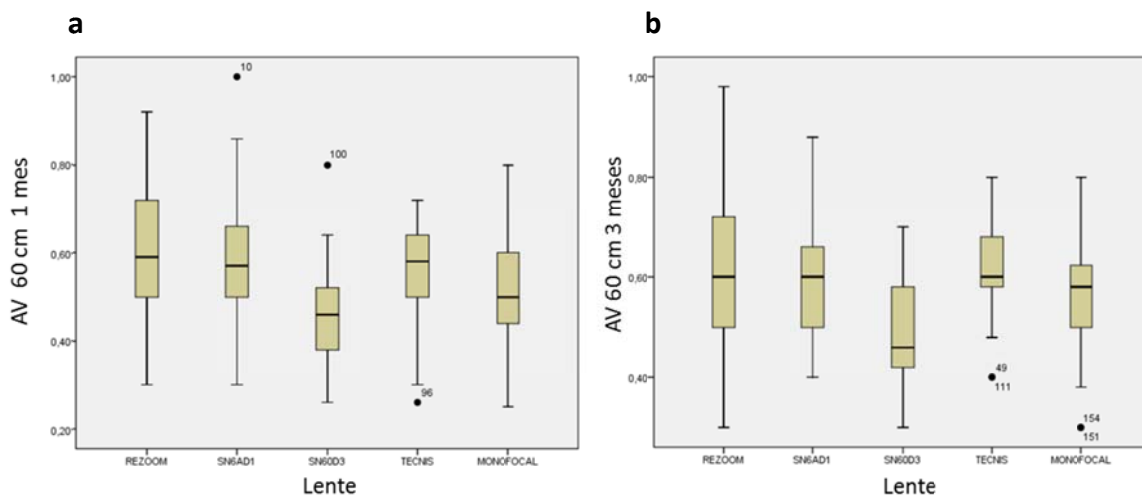 a
AV 60 cm 1 mes
1,00
0,80
0,60
0,40
0,20
10
100
96
REZOOM
SN6AD1
SN60D3
TECNIS
MONOFOCAL
Lente
b
AV 60 cm 3 meses
1,00
0,80
0,60
0,40
49
111
154
151
REZOOM
SN6AD1
SN60D3
TECNIS
MONOFOCAL
Lente